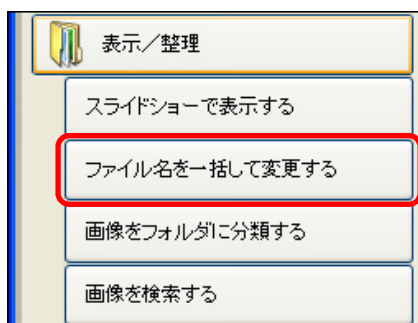 表示／整理
スライドショーで表示する
ファイル名を一括して変更する
画像をフォルダに分類する
画像を検索する